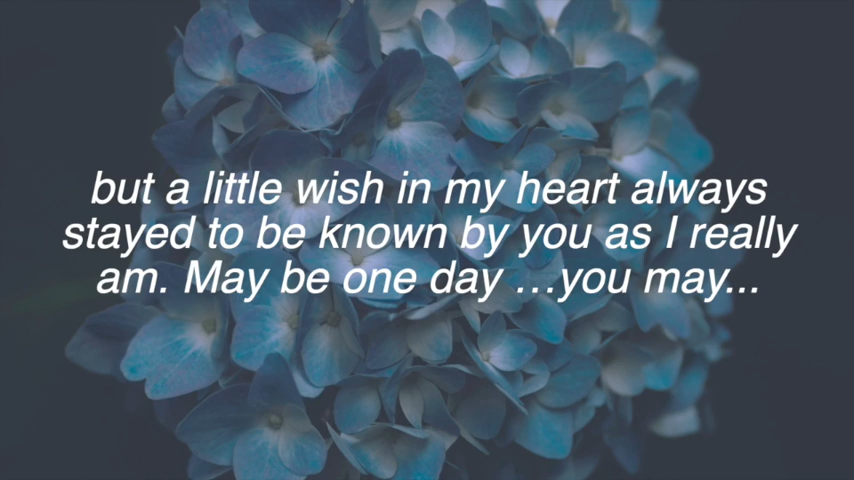 but a little wish in my heart always
stayed to be known by you as I really
am. May be one day ...you may...